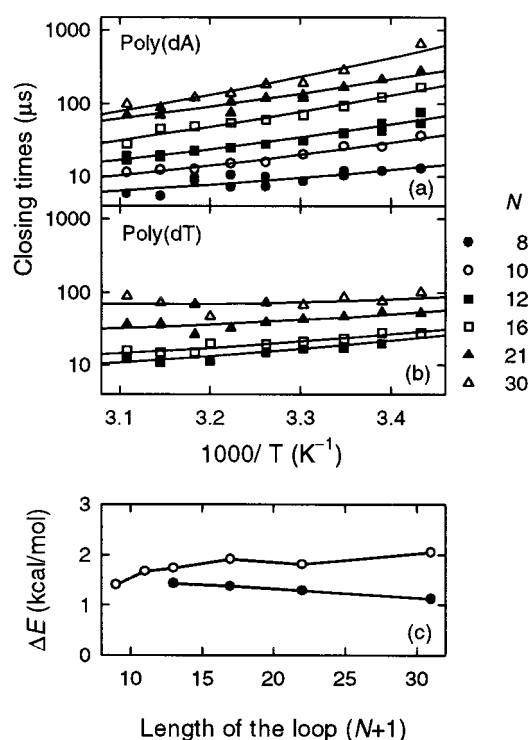 1000
100
10
Poly(dA)
(a)
1000
100
10
Poly(dT)
(b)
Closing times (µs)
3.1 3.2 3.3 3.4
1000/ T (K⁻¹)
N
8
10
12
16
21
30
3
2
1
0
ΔE (kcal/mol)
(c)
10 15 20 25 30
Length of the loop (N+1)